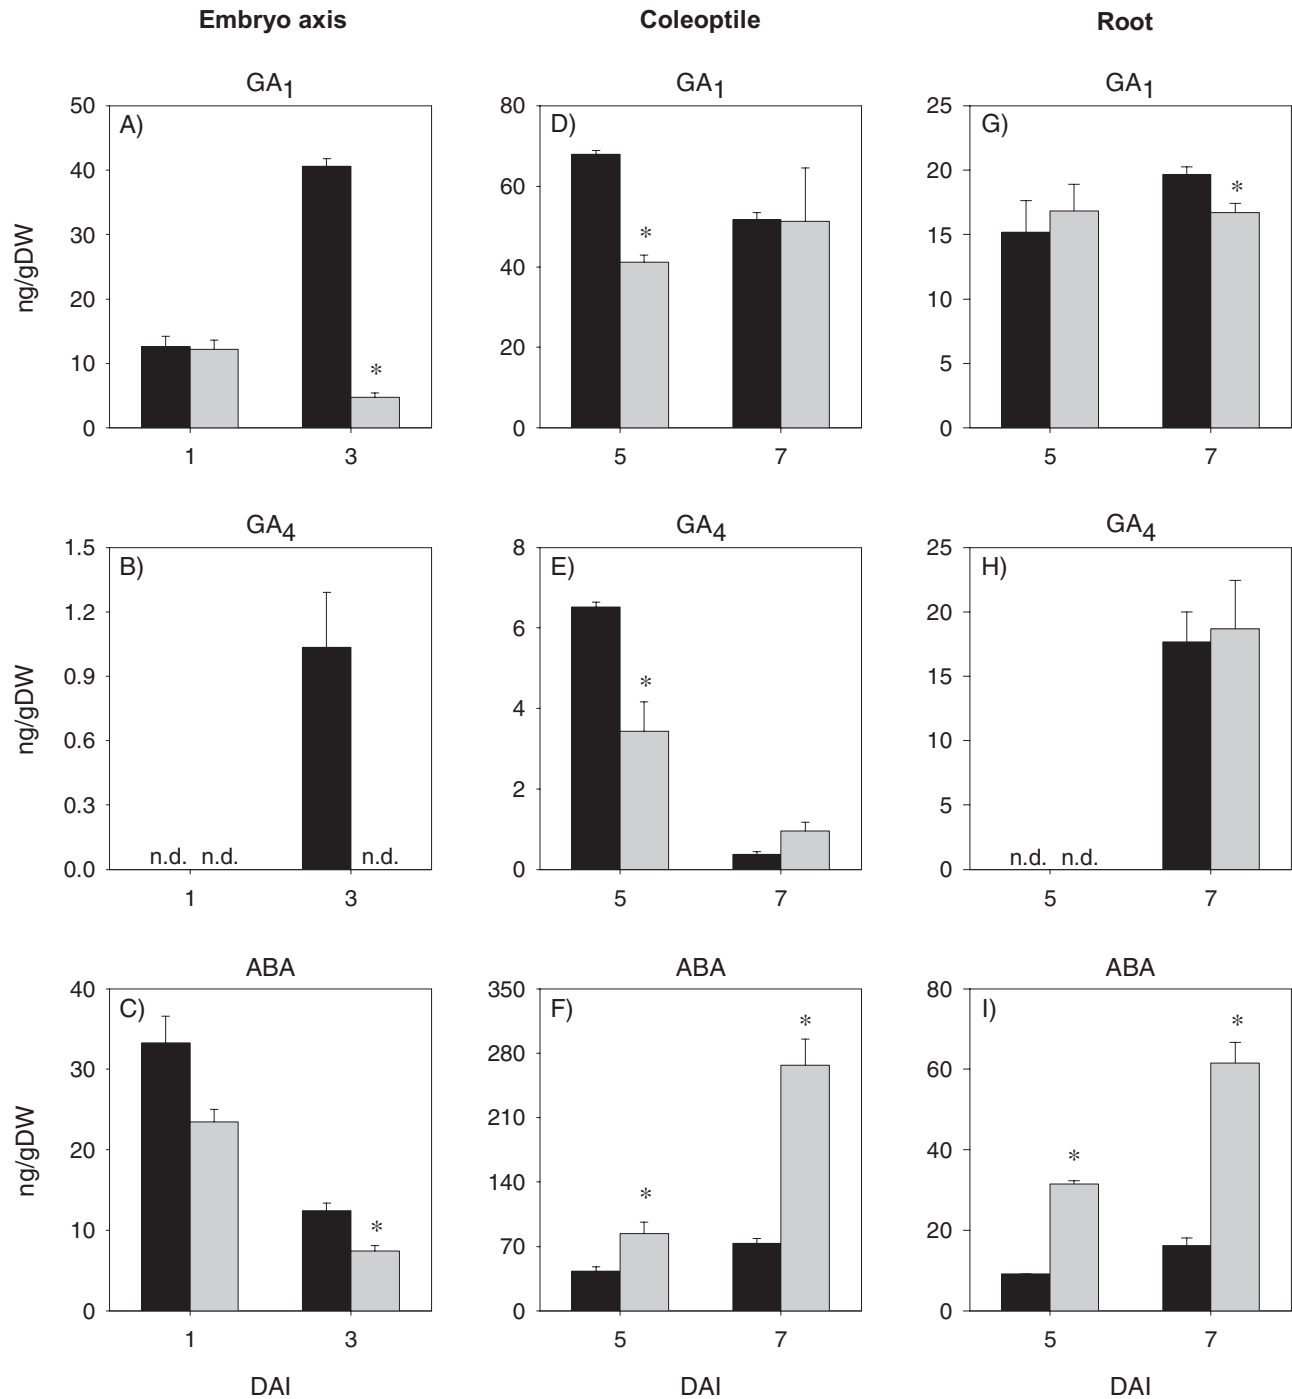 Embryo axis Coleoptile Root
GA1 GA1 GA1
50 80 25
A) D) G)
40 60 20
30 40 15
20 20 10
10 5
0 0 0
* * *
1 3 5 7 5 7
ng/gDW
GA4 GA4 GA4
1.5 8 25
B) E) H)
1.2 6 20
0.9 4 15
0.6 2 10
0.3 5
0.0 0 0
*
n.d. n.d. n.d. n.d. n.d.
1 3 5 7 5 7
ng/gDW
ABA ABA ABA
40 350 80
C) F) I)
30 280 60
20 210 40
10 140 20
0 70 0
0
* * * * *
1 3 5 7 5 7
ng/gDW
DAI DAI DAI